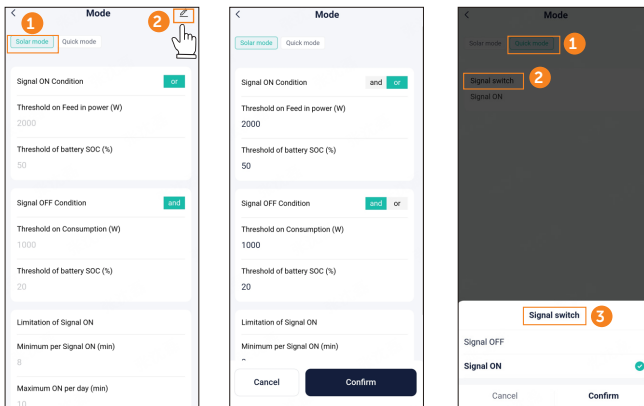 Mode
1
2
Solar mode Quick mode
Signal ON Condition or
Threshold on Feed in power (W)
2000
Threshold of battery SOC (%)
50
Signal OFF Condition and
Threshold on Consumption (W)
1000
Threshold of battery SOC (%)
20
Limitation of Signal ON
Minimum per Signal ON (min)
8
Maximum ON per day (min)
10
Mode
Solar mode Quick mode
Signal ON Condition and or
Threshold on Feed in power (W)
2000
Threshold of battery SOC (%)
50
Signal OFF Condition and or
Threshold on Consumption (W)
1000
Threshold of battery SOC (%)
20
Limitation of Signal ON
Minimum per Signal ON (min)
Cancel Confirm
Mode
Solar mode Quick mode 1
Signal switch 2
Signal ON
Signal switch 3
Signal OFF
Signal ON
Cancel Confirm